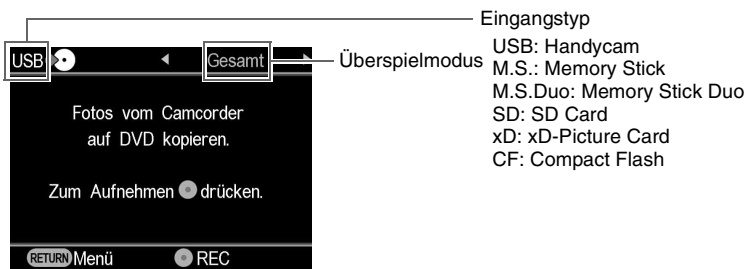 Eingangstyp
USB: Handycam
M.S.: Memory Stick
M.S.Duo: Memory Stick Duo
SD: SD Card
xD: xD-Picture Card
CF: Compact Flash
Überspielmodus
USB Gesamt
Fotos vom Camcorder
auf DVD kopieren.
Zum Aufnehmen drücken.
RETURN Menü REC